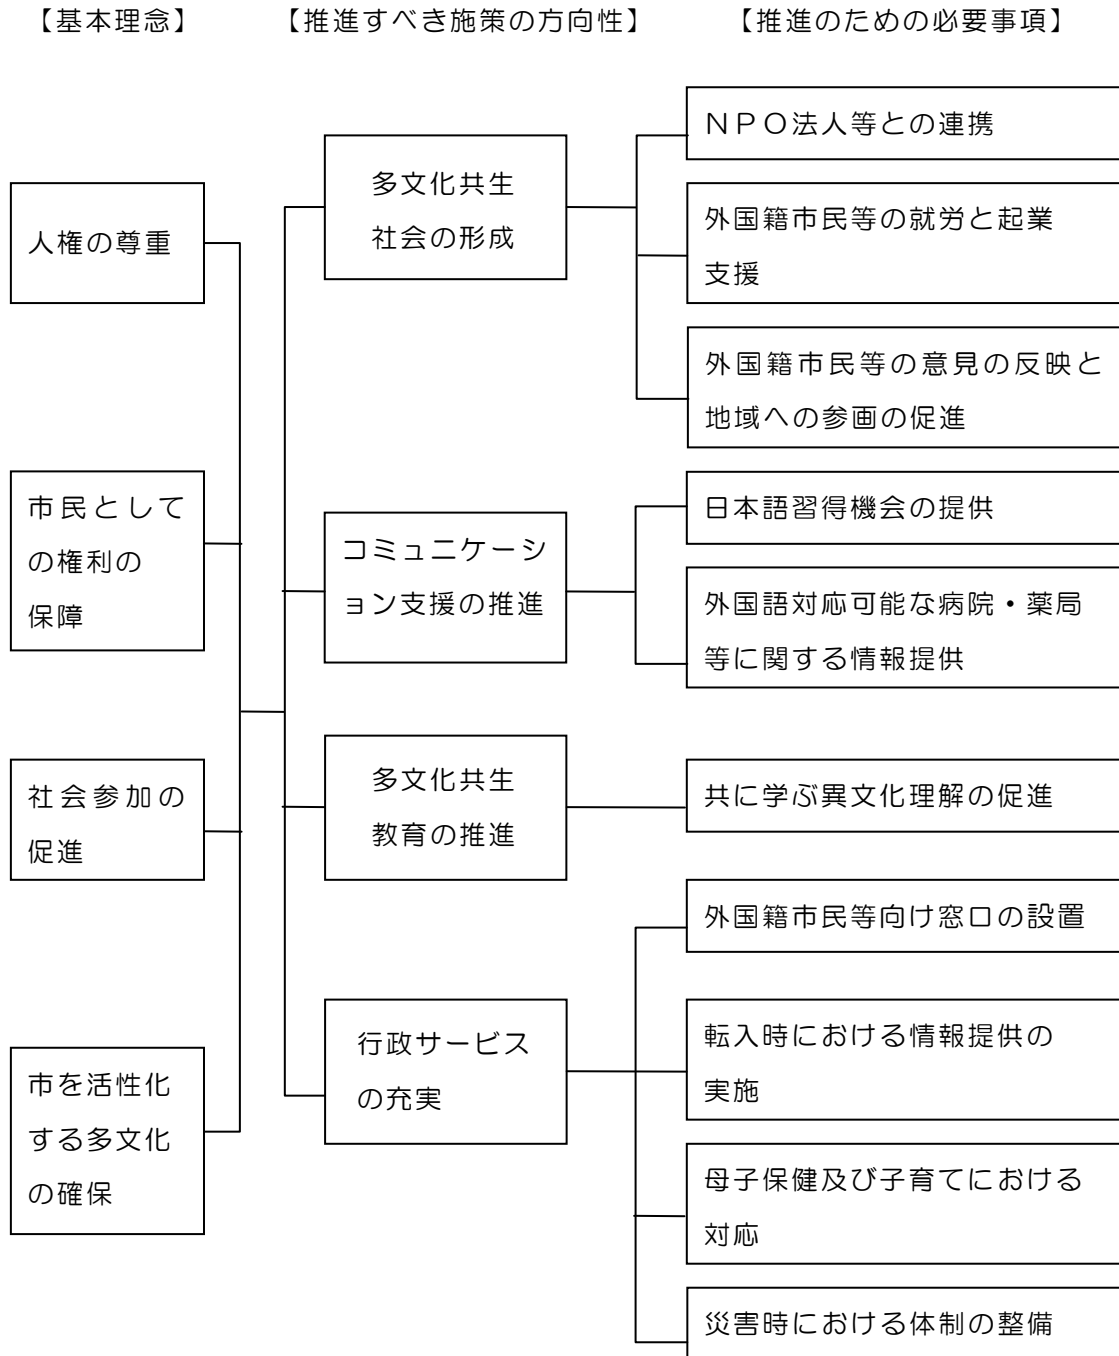 【基本理念】
【推進すべき施策の方向性】
【推進のための必要事項】
人権の尊重
市民として
の権利の
保障
社会参加の
促進
市を活性化
する多文化
の確保
多文化共生
社会の形成
コミュニケーシ
ョン支援の推進
多文化共生
教育の推進
行政サービス
の充実
ＮＰＯ法人等との連携
外国籍市民等の就労と起業
支援
外国籍市民等の意見の反映と
地域への参画の促進
日本語習得機会の提供
外国語対応可能な病院・薬局
等に関する情報提供
共に学ぶ異文化理解の促進
外国籍市民等向け窓口の設置
転入時における情報提供の
実施
母子保健及び子育てにおける
対応
災害時における体制の整備